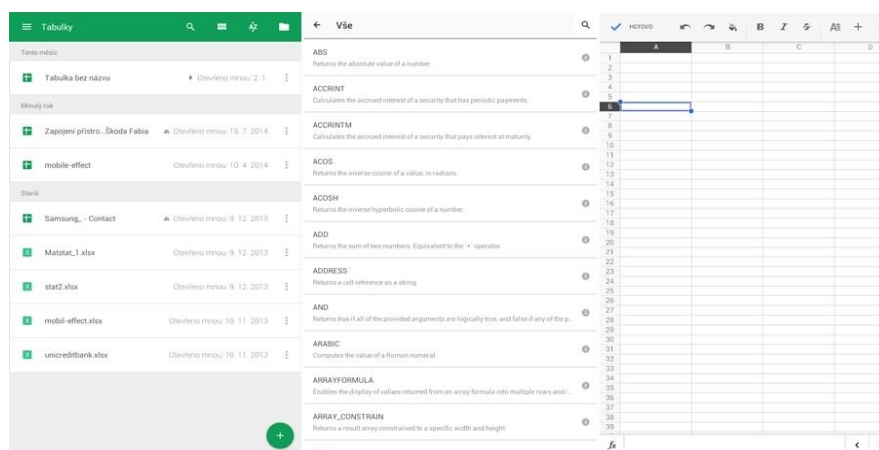 Tabulky
Tento měsíc
Tabulka bez názvu Otevřeno mnou: 2. 1.
Minulý rok
Zapojení přístro...Škoda Fabia Otevřeno mnou: 15. 7. 2014
mobile-effect Otevřeno mnou: 10. 4. 2014
Starší
Samsung_ - Contact Otevřeno mnou: 9. 12. 2013
Matstat_1.xlsx Otevřeno mnou: 9. 12. 2013
stat2.xlsx Otevřeno mnou: 9. 12. 2013
mobil-effect.xlsx Otevřeno mnou: 10. 11. 2013
unicreditbank.xlsx Otevřeno mnou: 10. 11. 2013
Vše
ABS
Returns the absolute value of a number.
ACCRINT
Calculates the accrued interest of a security that has periodic payments.
ACCRINTM
Calculates the accrued interest of a security that pays interest at maturity.
ACOS
Returns the inverse cosine of a value, in radians.
ACOSH
Returns the inverse hyperbolic cosine of a number.
ADD
Returns the sum of two numbers. Equivalent to the `+` operator.
ADDRESS
Returns a cell reference as a string.
AND
Returns true if all of the provided arguments are logically true, and false if any of the p...
ARABIC
Computes the value of a Roman numeral.
ARRAYFORMULA
Enables the display of values returned from an array formula into multiple rows and/...
ARRAY_CONSTRAIN
Returns a result array constrained to a specific width and height.
HOTOVO B I S A
A B C D
1
2
3
4
5
6
7
8
9
10
11
12
13
14
15
16
17
18
19
20
21
22
23
24
25
26
27
28
29
30
31
32
33
34
35
36
37
38
39
fx